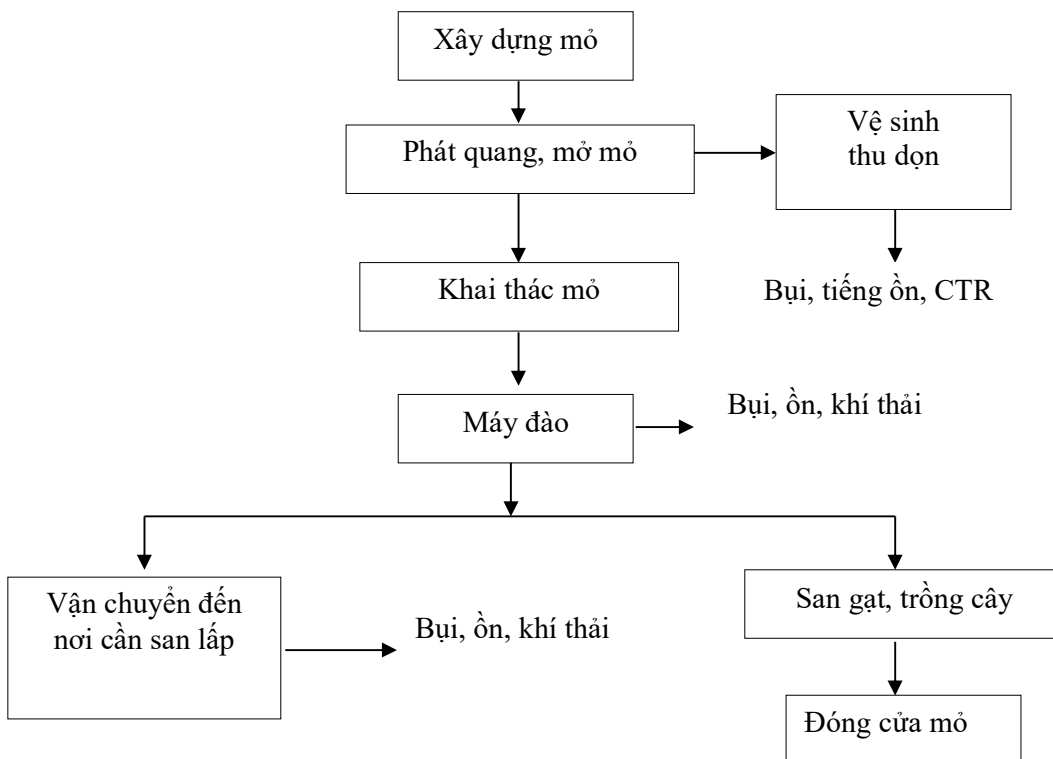 Xây dựng mỏ
Phát quang, mở mỏ
Vệ sinh
thu dọn
Khai thác mỏ
Bụi, tiếng ồn, CTR
Máy đào
Bụi, ồn, khí thải
Vận chuyển đến
nơi cần san lấp
Bụi, ồn, khí thải
San gạt, trồng cây
Đóng cửa mỏ